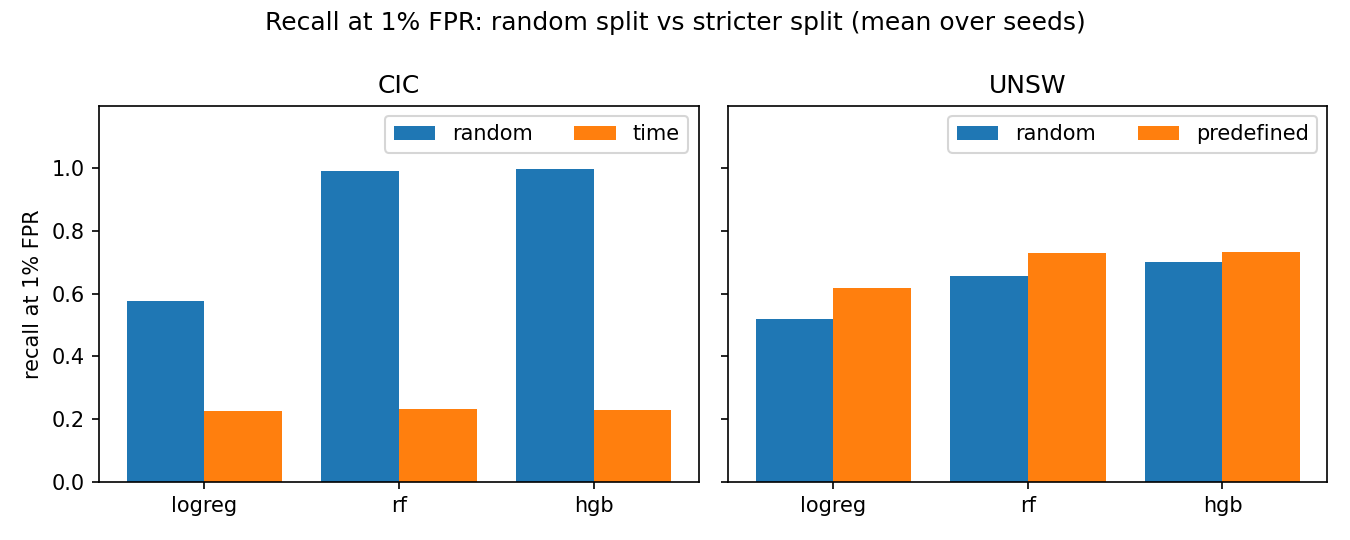 Recall at 1% FPR: random split vs stricter split (mean over seeds)
CIC
random time
recall at 1% FPR
1.0
0.8
0.6
0.4
0.2
0.0
logreg rf hgb
UNSW
random predefined
logreg rf hgb